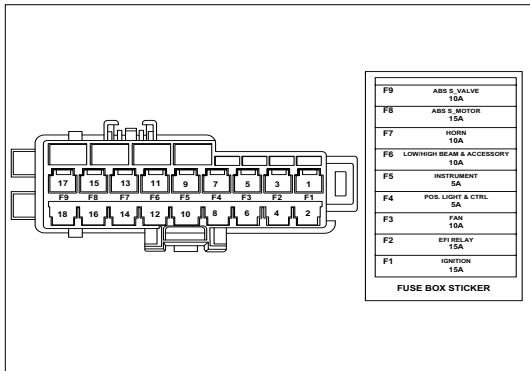 17 15 13 11 9 7 5 3 1
F9 F8 F7 F6 F5 F4 F3 F2 F1
18 16 14 12 10 8 6 4 2
F9 ABS S_VALVE
10A
F8 ABS S_MOTOR
15A
F7 HORN
10A
F6 LOW/HIGH BEAM & ACCESSORY
10A
F5 INSTRUMENT
5A
F4 POS. LIGHT & CTRL
5A
F3 FAN
10A
F2 EFI RELAY
15A
F1 IGNITION
15A
FUSE BOX STICKER